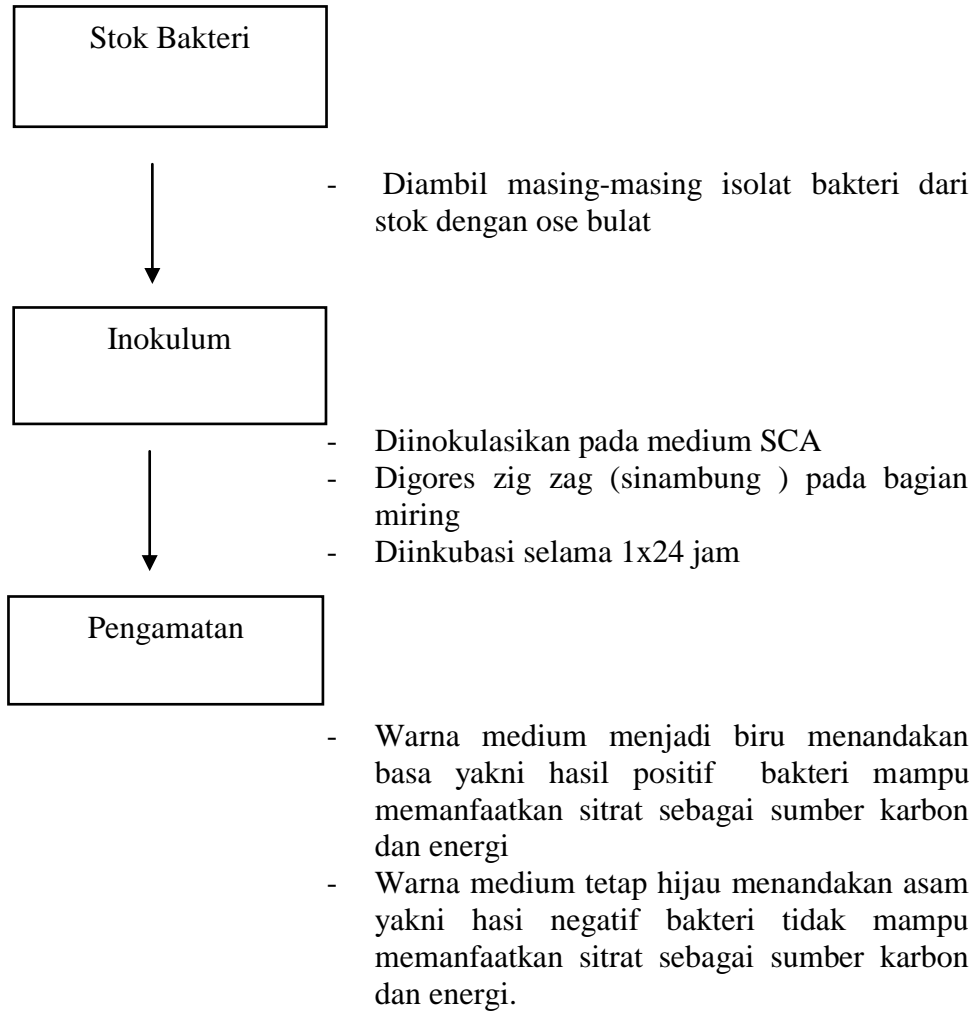 Stok Bakteri
- Diambil masing-masing isolat bakteri dari
stok dengan ose bulat
Inokulum
- Diinokulasikan pada medium SCA
- Digores zig zag (sinambung ) pada bagian
miring
- Diinkubasi selama 1x24 jam
Pengamatan
- Warna medium menjadi biru menandakan
basa yakni hasil positif bakteri mampu
memanfaatkan sitrat sebagai sumber karbon
dan energi
- Warna medium tetap hijau menandakan asam
yakni hasi negatif bakteri tidak mampu
memanfaatkan sitrat sebagai sumber karbon
dan energi.